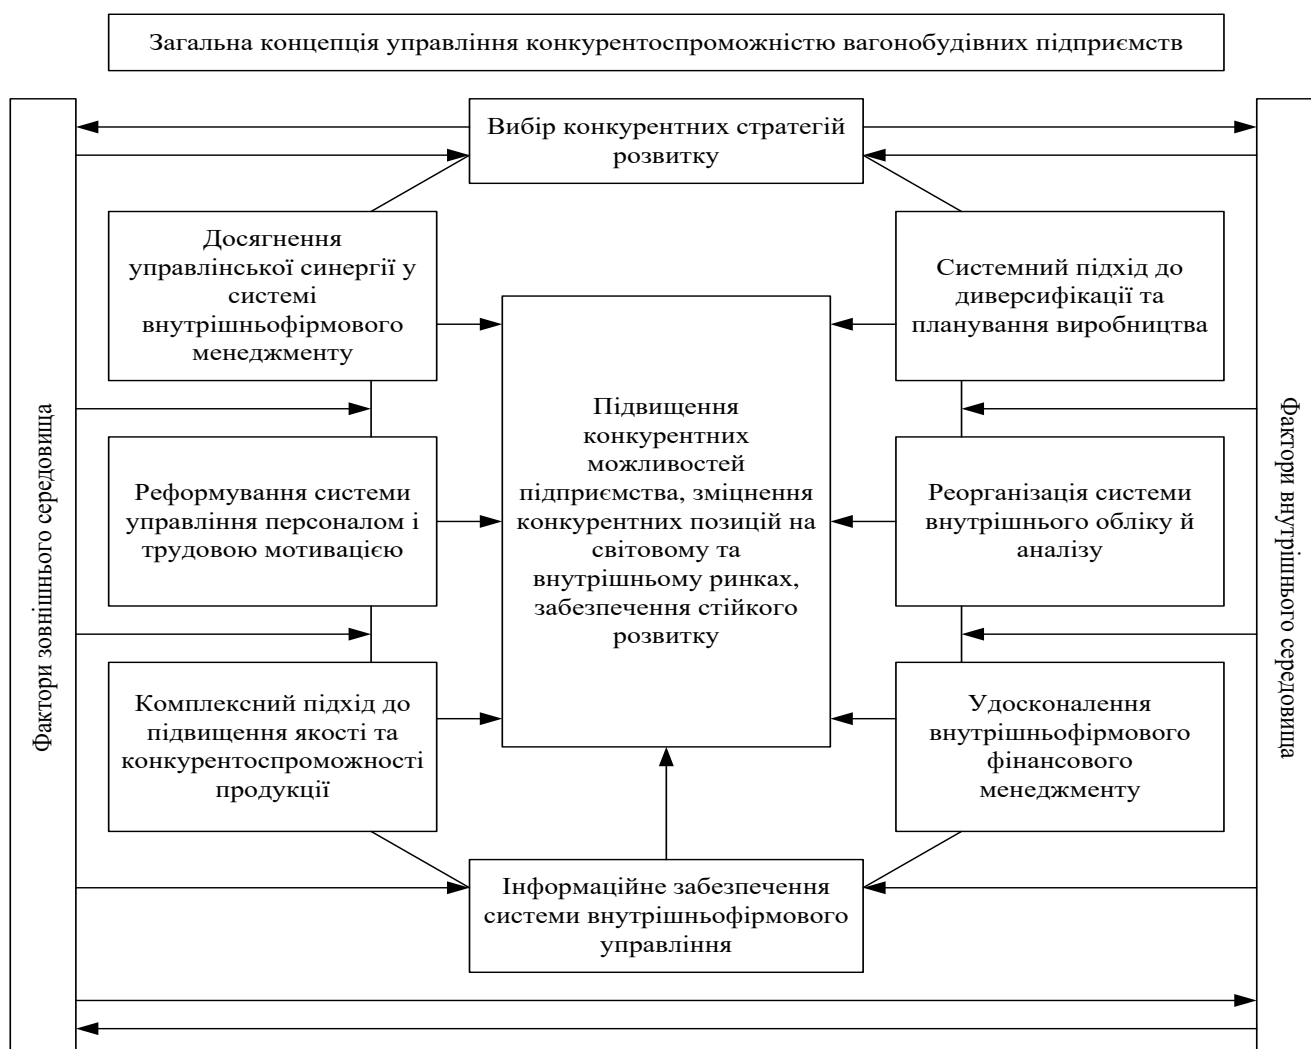 Загальна концепція управління конкурентоспроможністю вагонобудівних підприємств
Вибір конкурентних стратегій
розвитку
Фактори зовнішнього середовища
Досягнення
управлінської синергії у
системі
внутрішньофірмового
менеджменту
Реформування системи
управління персоналом і
трудовою мотивацією
Комплексний підхід до
підвищення якості та
конкурентоспроможності
продукції
Підвищення
конкурентних
можливостей
підприємства, зміцнення
конкурентних позицій на
світовому та
внутрішньому ринках,
забезпечення стійкого
розвитку
Системний підхід до
диверсифікації та
планування виробництва
Реорганізація системи
внутрішнього обліку й
аналізу
Удосконалення
внутрішньофірмового
фінансового
менеджменту
Фактори внутрішнього середовища
Інформаційне забезпечення
системи внутрішньофірмового
управління